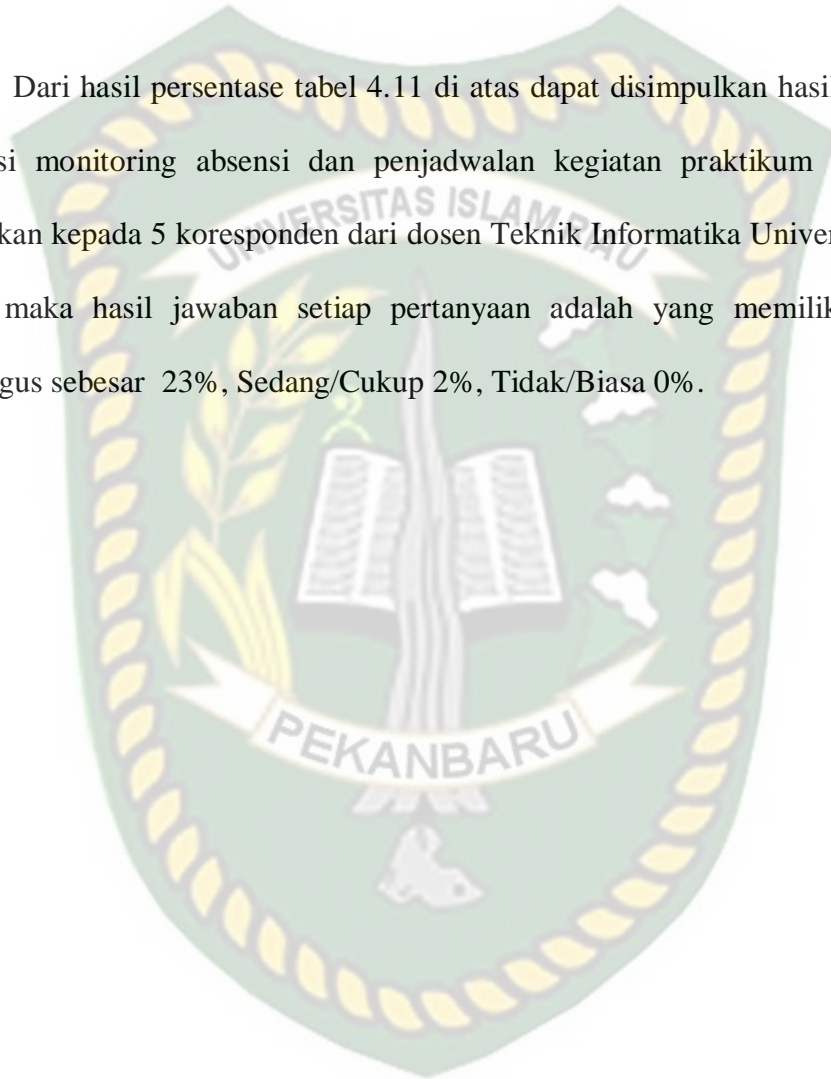 Dari hasil persentase tabel 4.11 di atas dapat disimpulkan hasil
si monitoring absensi dan penjadwalan kegiatan praktikum
kan kepada 5 koresponden dari dosen Teknik Informatika Univer
maka hasil jawaban setiap pertanyaan adalah yang memilik
gus sebesar 23%, Sedang/Cukup 2%, Tidak/Biasa 0%.
UNIVERSITAS ISLAM RIAU
PEKANBARU